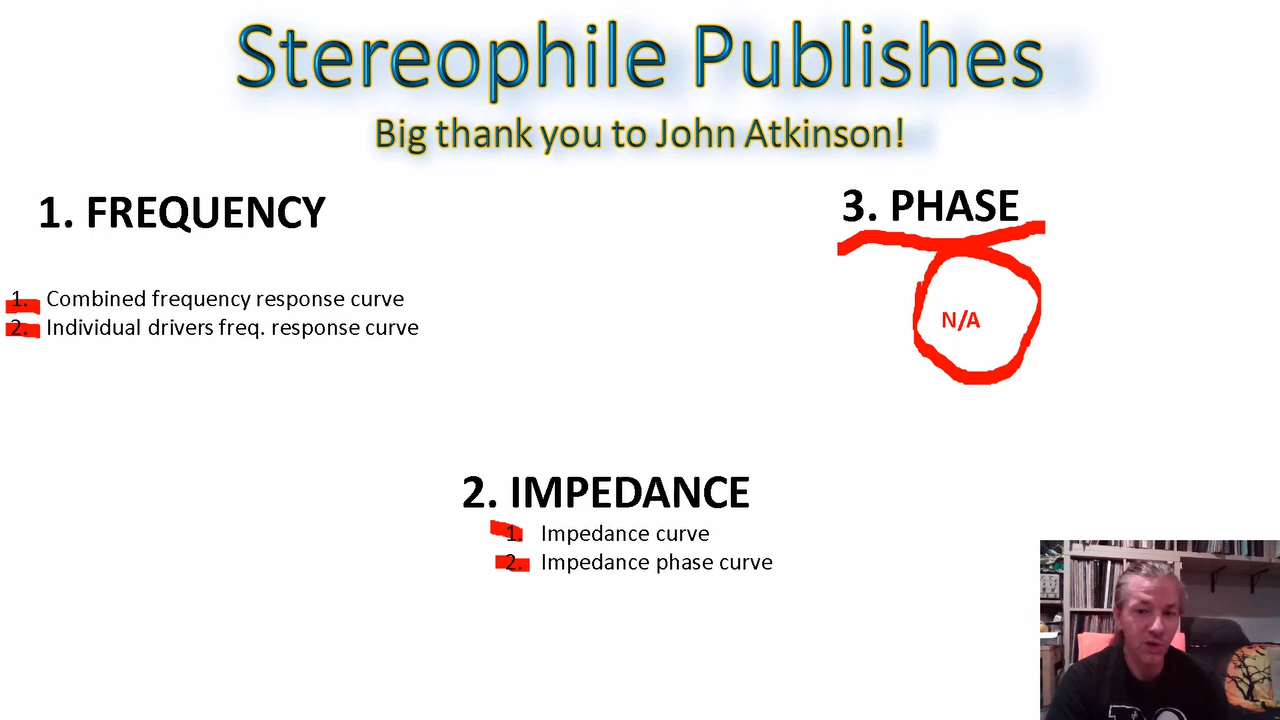 Stereophile Publishes
Big thank you to John Atkinson!
1. FREQUENCY
1. Combined frequency response curve
2. Individual drivers freq. response curve
3. PHASE
N/A
2. IMPEDANCE
1. Impedance curve
2. Impedance phase curve